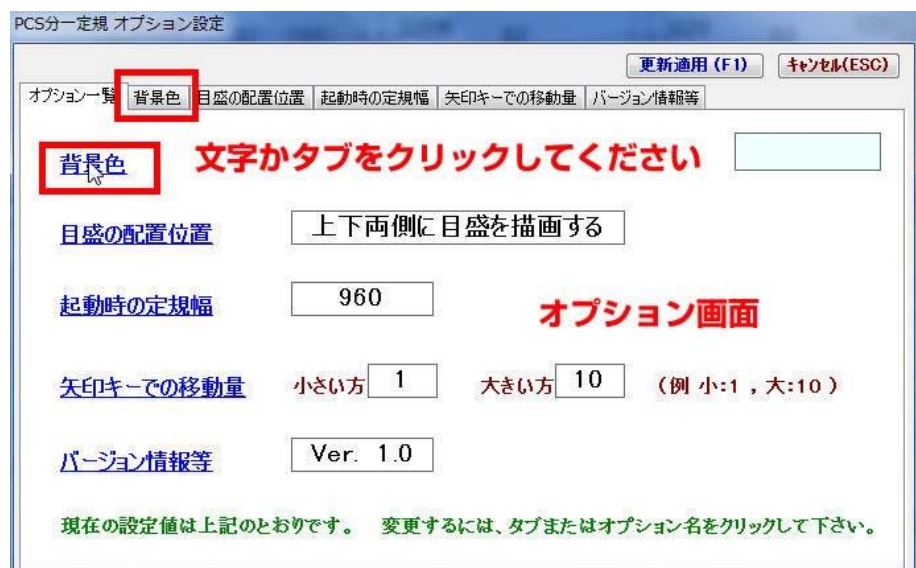 PCS分一定規 オプション設定
更新適用 (F1) ｷｬﾝｾﾙ(ESC)
オプション一覧 背景色 目盛の配置位置 起動時の定規幅 矢印キーでの移動量 バージョン情報等
背景色 文字かタブをクリックしてください
目盛の配置位置 上下両側に目盛を描画する
起動時の定規幅 960
オプション画面
矢印キーでの移動量 小さい方 1 大きい方 10 (例 小:1 , 大:10 )
バージョン情報等 Ver. 1.0
現在の設定値は上記のとおりです。 変更するには、タブまたはオプション名をクリックして下さい。